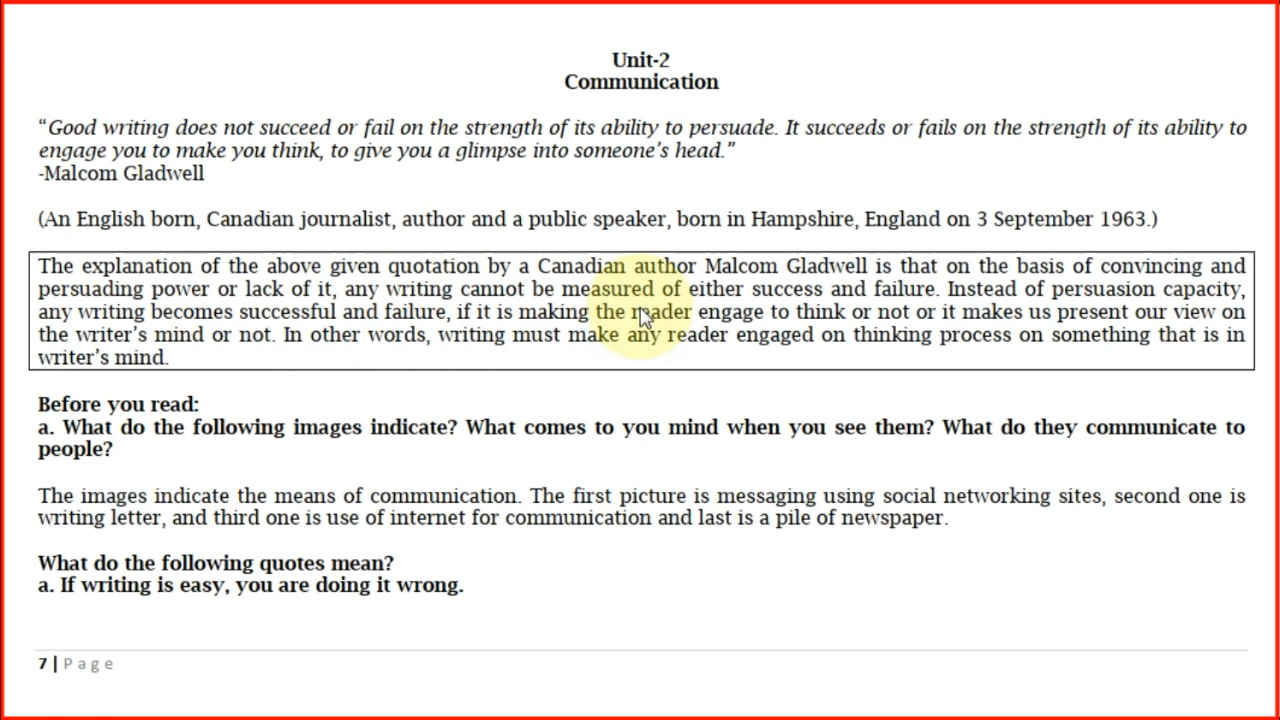 Unit-2
Communication
“Good writing does not succeed or fail on the strength of its ability to persuade. It succeeds or fails on the strength of its ability to
engage you to make you think, to give you a glimpse into someone’s head.”
-Malcom Gladwell
(An English born, Canadian journalist, author and a public speaker, born in Hampshire, England on 3 September 1963.)
The explanation of the above given quotation by a Canadian author Malcom Gladwell is that on the basis of convincing and
persuading power or lack of it, any writing cannot be measured of either success and failure. Instead of persuasion capacity,
any writing becomes successful and failure, if it is making the reader engage to think or not or it makes us present our view on
the writer’s mind or not. In other words, writing must make any reader engaged on thinking process on something that is in
writer’s mind.
Before you read:
a. What do the following images indicate? What comes to you mind when you see them? What do they communicate to
people?
The images indicate the means of communication. The first picture is messaging using social networking sites, second one is
writing letter, and third one is use of internet for communication and last is a pile of newspaper.
What do the following quotes mean?
a. If writing is easy, you are doing it wrong.
7 | Page